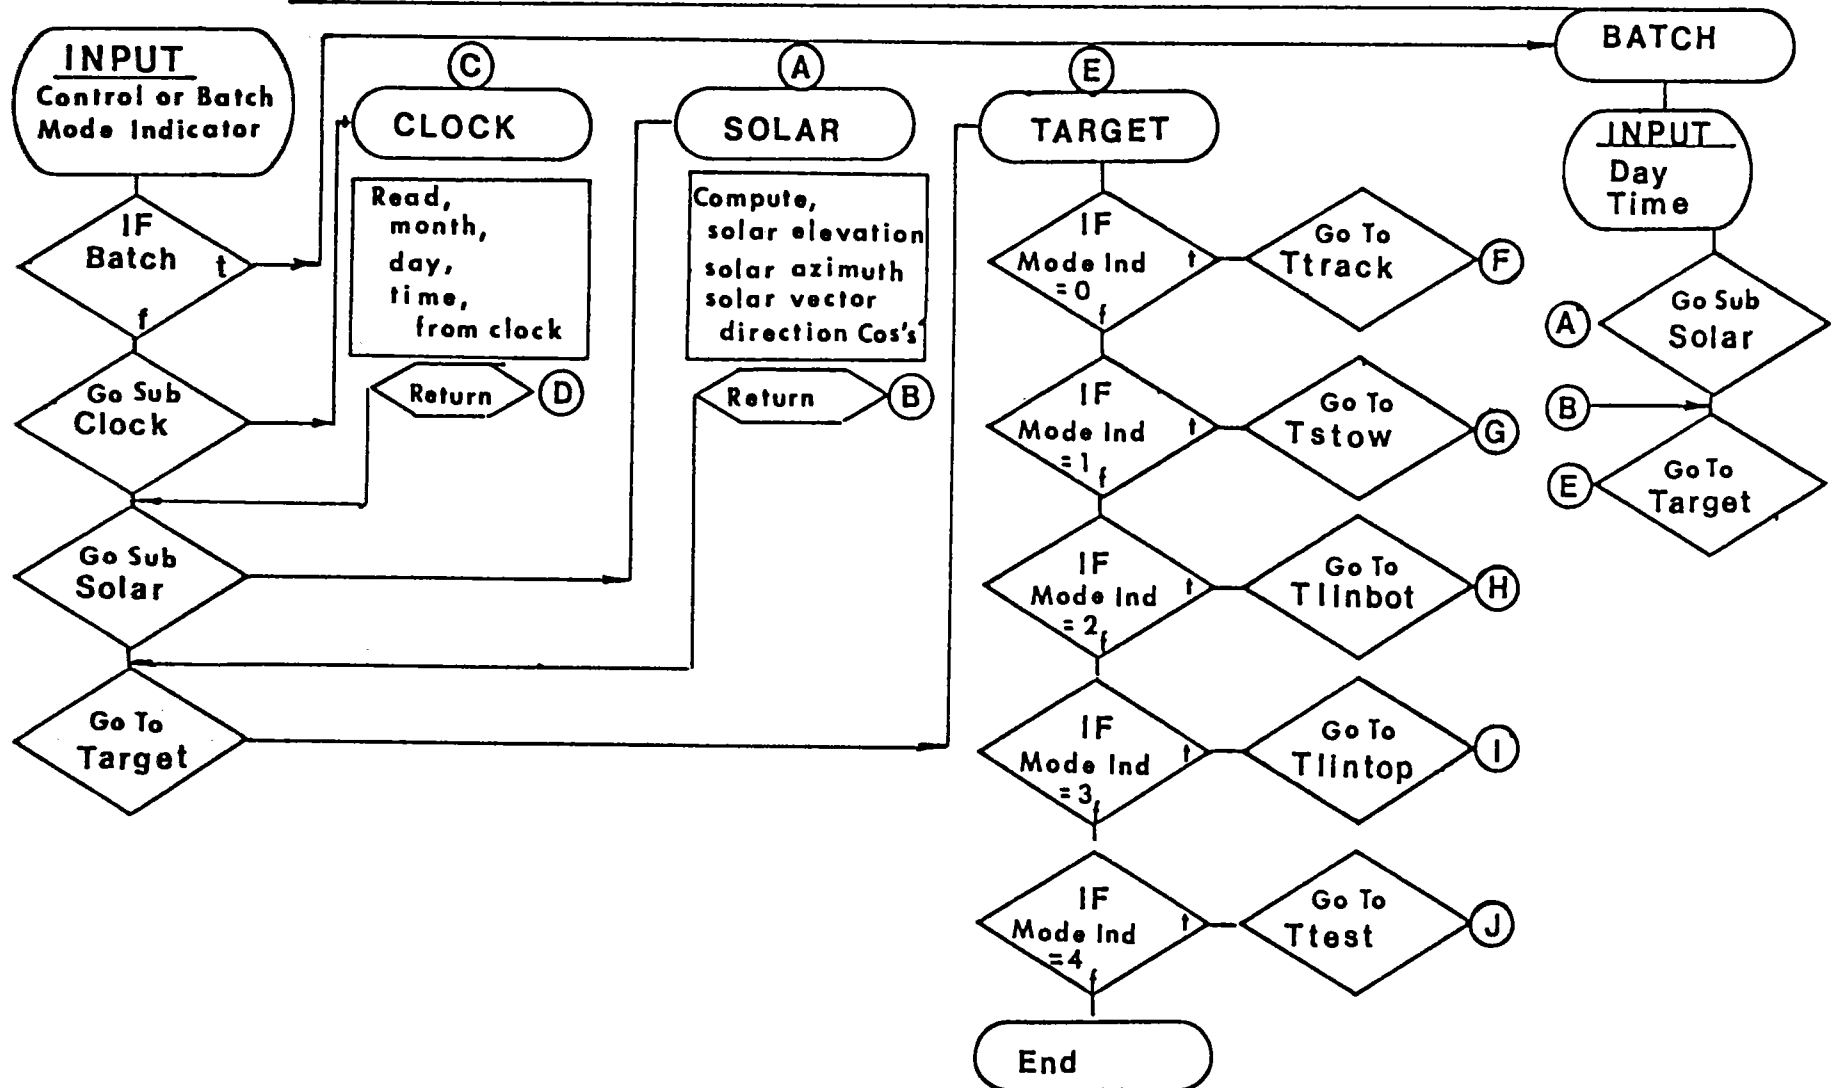 INPUT
Control or Batch
Mode Indicator
IF
Batch
t
f
Go Sub
Clock
Go Sub
Solar
Go To
Target
C
CLOCK
Read,
month,
day,
time,
from clock
Return
D
A
SOLAR
Compute,
solar elevation
solar azimuth
solar vector
direction Cos's
Return
B
E
TARGET
IF
Mode Ind
=0
t
f
Go To
Ttrack
F
IF
Mode Ind
=1
t
f
Go To
Tstow
G
IF
Mode Ind
=2
t
f
Go To
Tlinbot
H
IF
Mode Ind
=3
t
f
Go To
Tlintop
I
IF
Mode Ind
=4
t
f
Go To
Ttest
J
End
BATCH
INPUT
Day
Time
A
Go Sub
Solar
B
E
Go To
Target